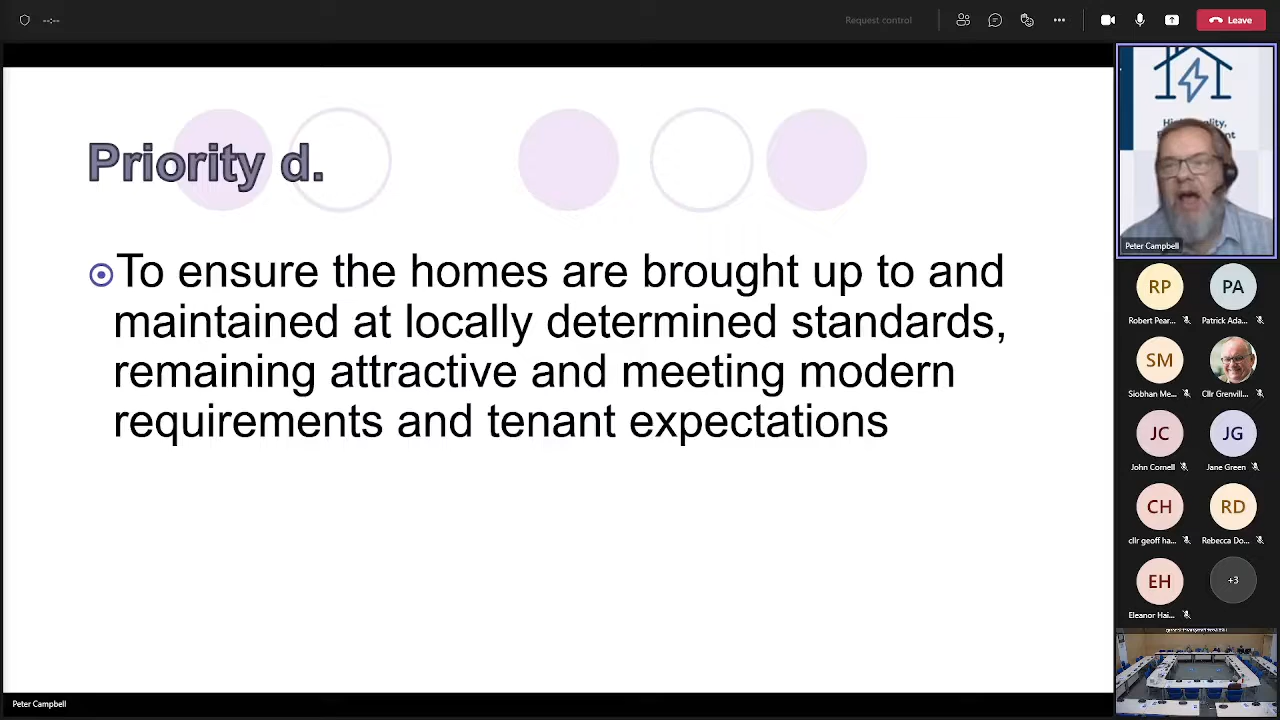 --:--
Request control
Leave
Priority d.
To ensure the homes are brought up to and
maintained at locally determined standards,
remaining attractive and meeting modern
requirements and tenant expectations
Peter Campbell
RP
PA
Robert Pear...
Patrick Ada...
SM
Siobhan Me...
Cllr Grenvill...
JC
JG
John Cornell
Jane Green
CH
RD
cllr geoff ha...
Rebecca Do...
EH
+3
Eleanor Hai...
Peter Campbell